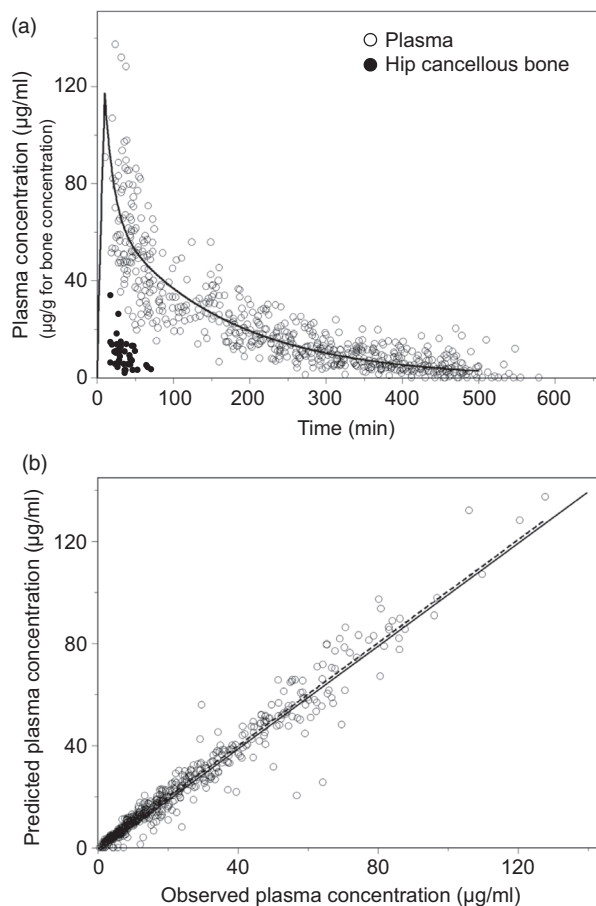 (a)
Plasma
Hip cancellous bone
Plasma concentration (µg/ml)
(µg/g for bone concentration)
120
80
40
0
0 100 200 300 400 500 600
Time (min)
(b)
Predicted plasma concentration (µg/ml)
120
80
40
0
0 40 80 120
Observed plasma concentration (µg/ml)